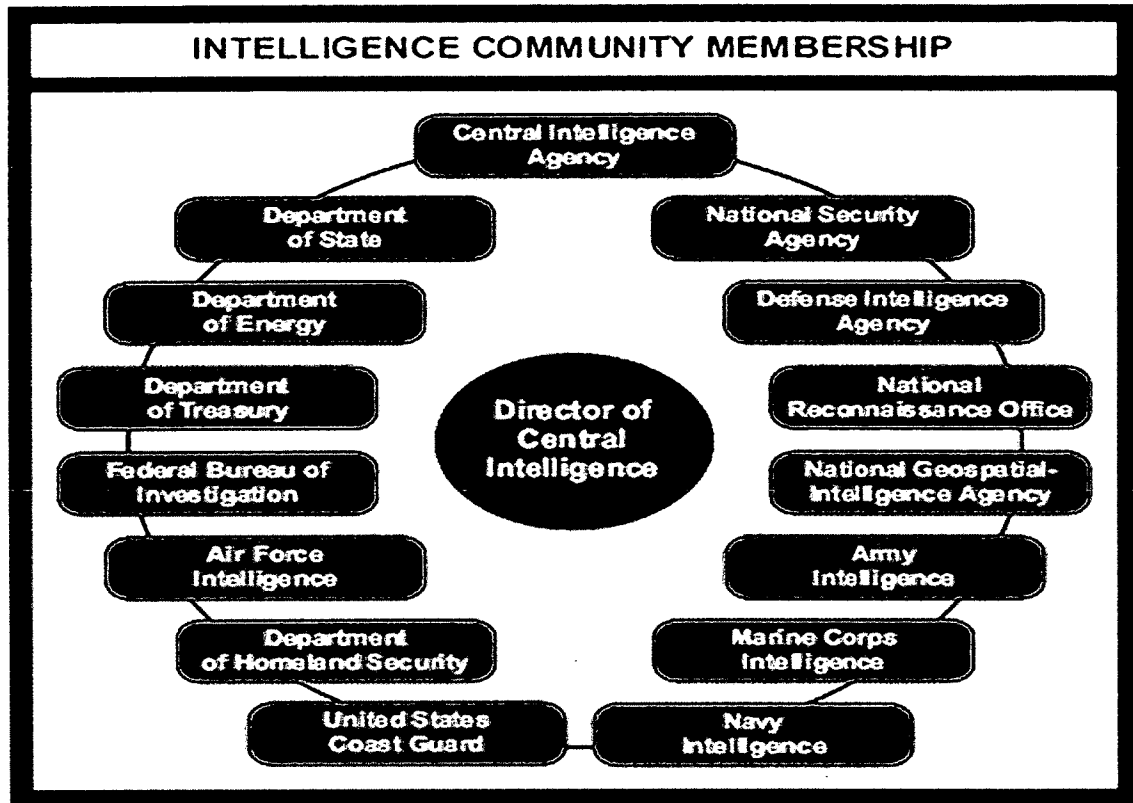 INTELLIGENCE COMMUNITY MEMBERSHIP
Central Intelligence
Agency
Department
of State
National Security
Agency
Department
of Energy
Defense Intelligence
Agency
Department
of Treasury
National
Reconnaissance Office
Director of
Central
Intelligence
Federal Bureau of
Investigation
National Geospatial-
Intelligence Agency
Air Force
Intelligence
Army
Intelligence
Department
of Homeland Security
Marine Corps
Intelligence
United States
Coast Guard
Navy
Intelligence